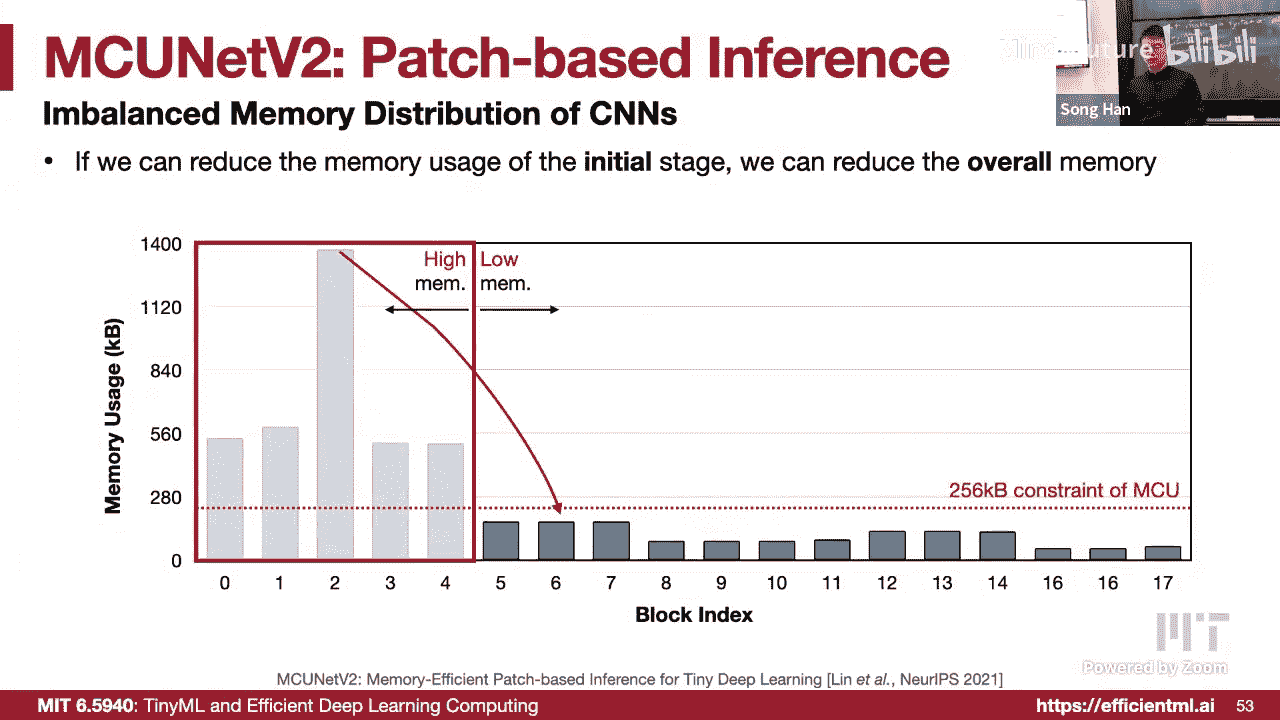 MCUNetV2: Patch-based Inference
Mind Future bilibili
Song Han
Imbalanced Memory Distribution of CNNs
• If we can reduce the memory usage of the initial stage, we can reduce the overall memory
Memory Usage (kB)
1400
1120
840
560
280
0
High
mem.
Low
mem.
256kB constraint of MCU
0 1 2 3 4 5 6 7 8 9 10 11 12 13 14 16 16 17
Block Index
MIT
Powered by Zoom
MCUNetV2: Memory-Efficient Patch-based Inference for Tiny Deep Learning [Lin et al., NeurIPS 2021]
MIT 6.5940: TinyML and Efficient Deep Learning Computing
https://efficientml.ai
53